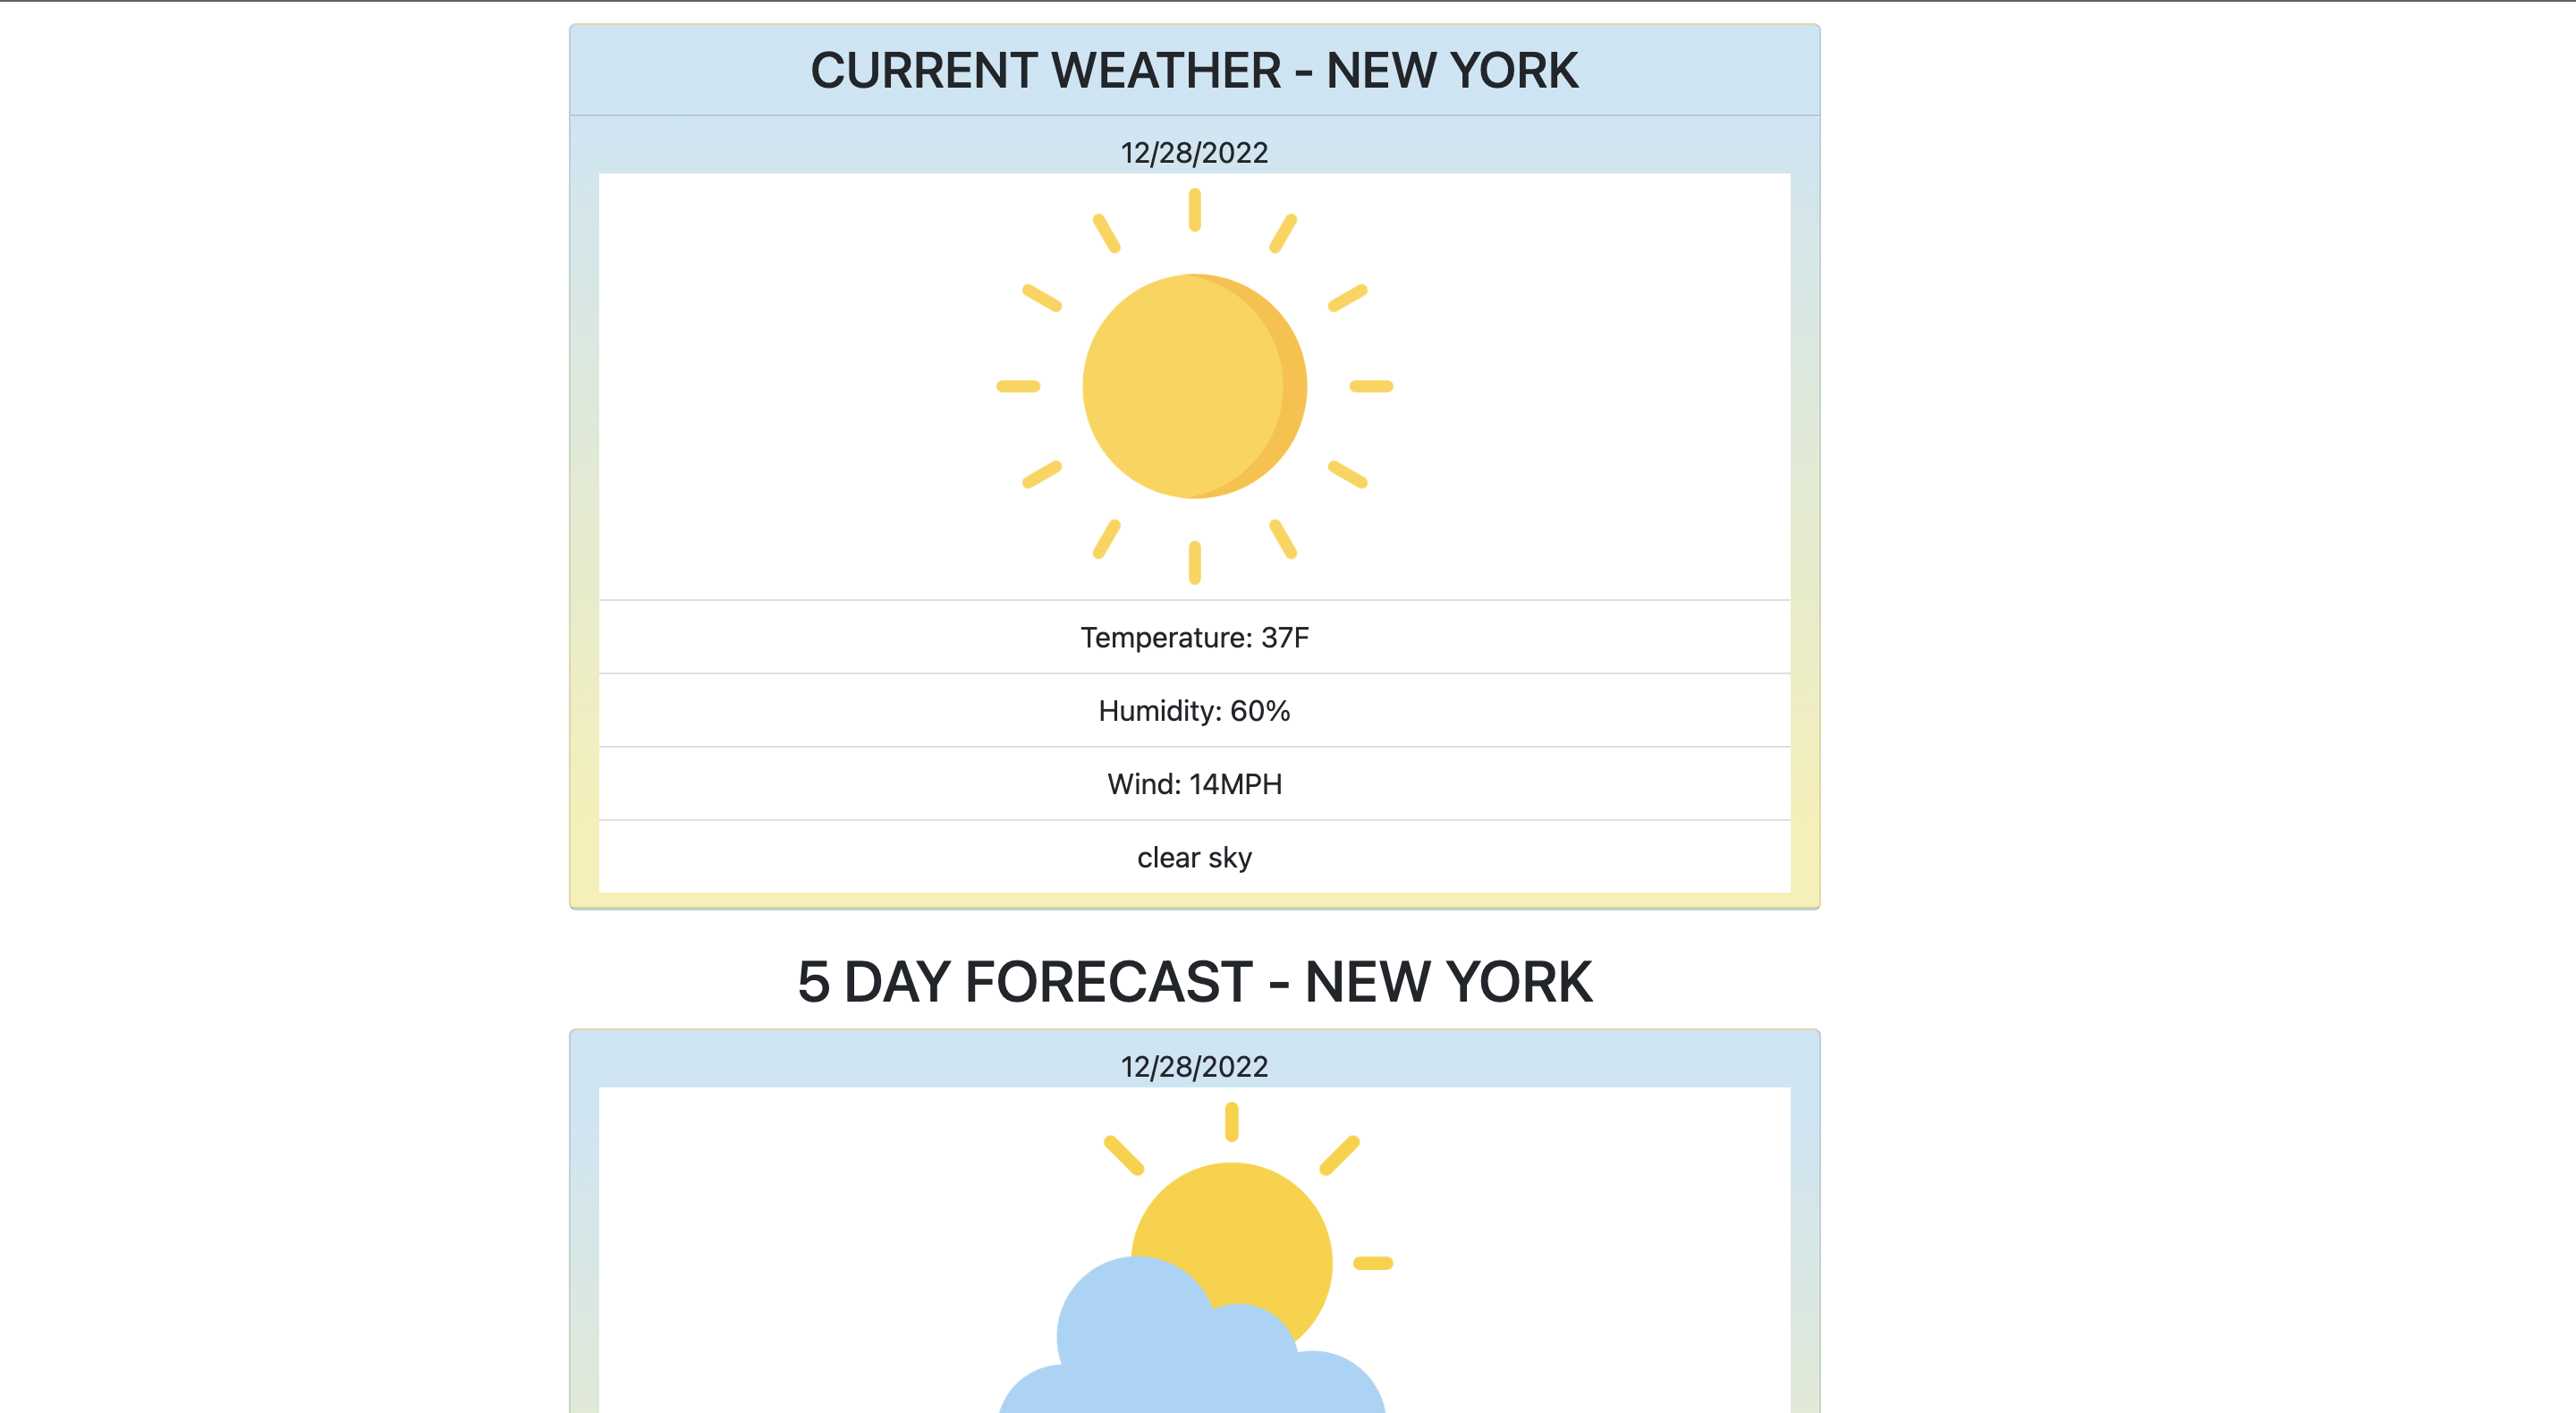 CURRENT WEATHER - NEW YORK
12/28/2022
Temperature: 37F
Humidity: 60%
Wind: 14MPH
clear sky
5 DAY FORECAST - NEW YORK
12/28/2022